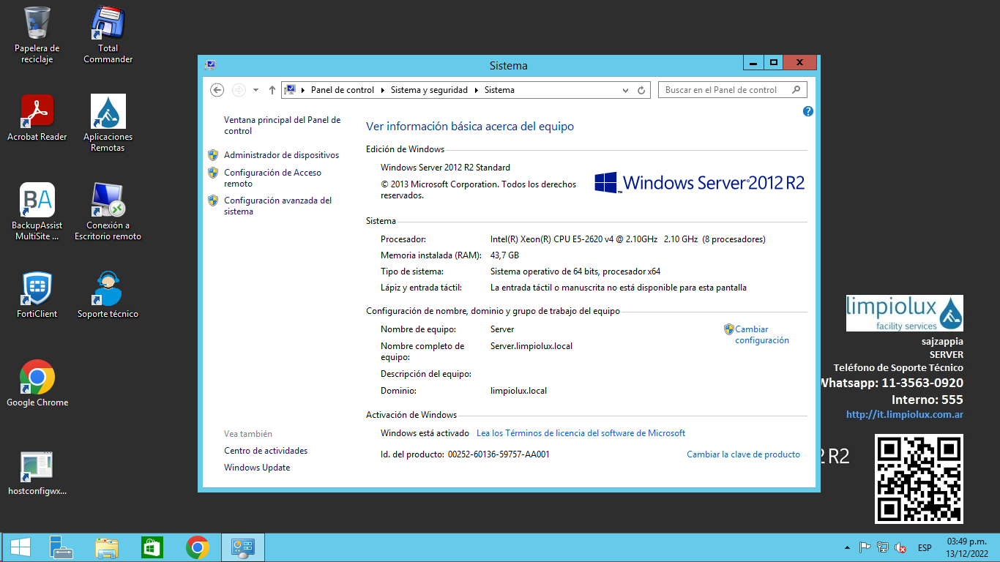 Papelera de
reciclaje
Total
Commander
Acrobat Reader
Aplicaciones
Remotas
BA
BackupAssist
MultiSite ...
Conexión a
Escritorio remoto
FortiClient
Soporte técnico
Google Chrome
hostconfigwx...
Sistema
Panel de control
Sistema y seguridad
Sistema
Buscar en el Panel de control
Ventana principal del Panel de
control
Administrador de dispositivos
Configuración de Acceso
remoto
Configuración avanzada del
sistema
Vea también
Centro de actividades
Windows Update
Ver información básica acerca del equipo
Edición de Windows
Windows Server 2012 R2 Standard
© 2013 Microsoft Corporation. Todos los derechos
reservados.
Windows Server 2012 R2
Sistema
Procesador: Intel(R) Xeon(R) CPU E5-2620 v4 @ 2.10GHz 2.10 GHz (8 procesadores)
Memoria instalada (RAM): 43,7 GB
Tipo de sistema: Sistema operativo de 64 bits, procesador x64
Lápiz y entrada táctil: La entrada táctil o manuscrita no está disponible para esta pantalla
Configuración de nombre, dominio y grupo de trabajo del equipo
Nombre de equipo: Server
Cambiar
configuración
Nombre completo de
equipo:
Server.limpiolux.local
Descripción del equipo:
Dominio: limpiolux.local
Activación de Windows
Windows está activado Lea los Términos de licencia del software de Microsoft
Id. del producto: 00252-60136-59757-AA001
Cambiar la clave de producto
limpiolux
facility services
sajzappia
SERVER
Teléfono de Soporte Técnico
Whatsapp: 11-3563-0920
Interno: 555
http://it.limpiolux.com.ar
2 R2
ESP
03:49 p.m.
13/12/2022